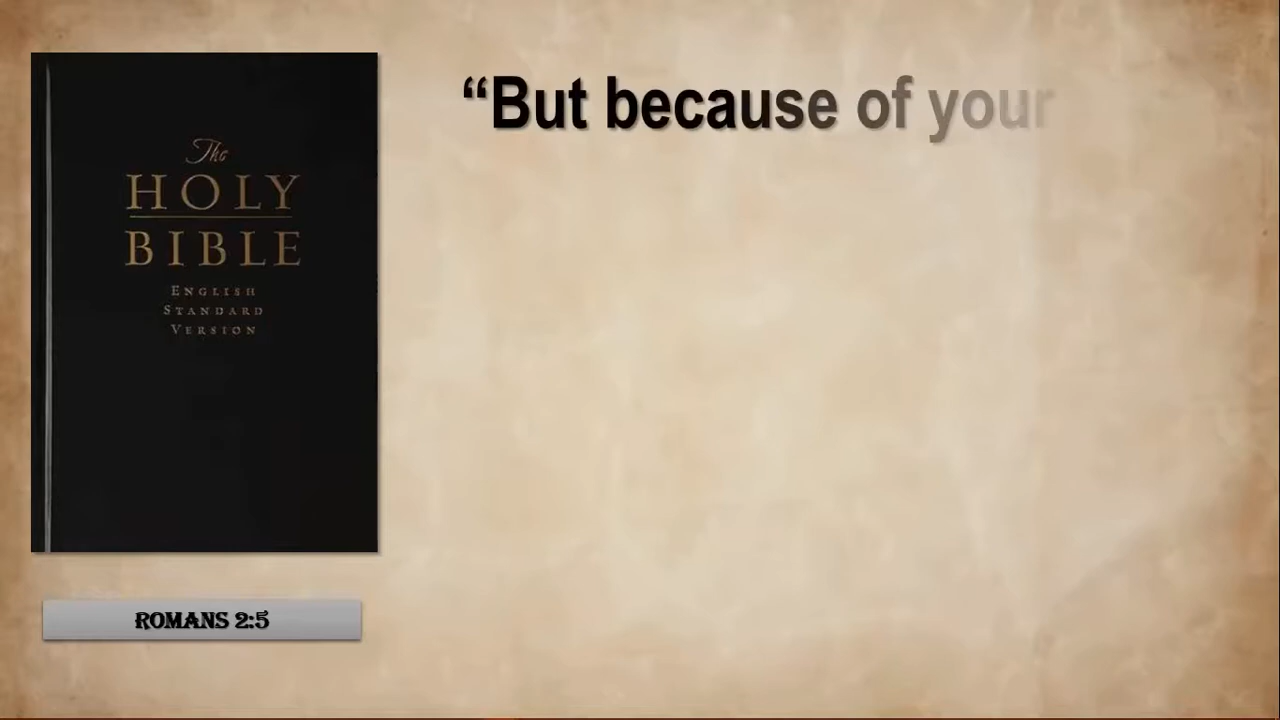 The
HOLY
BIBLE
ENGLISH
STANDARD
VERSION
ROMANS 2:5
“But because of your